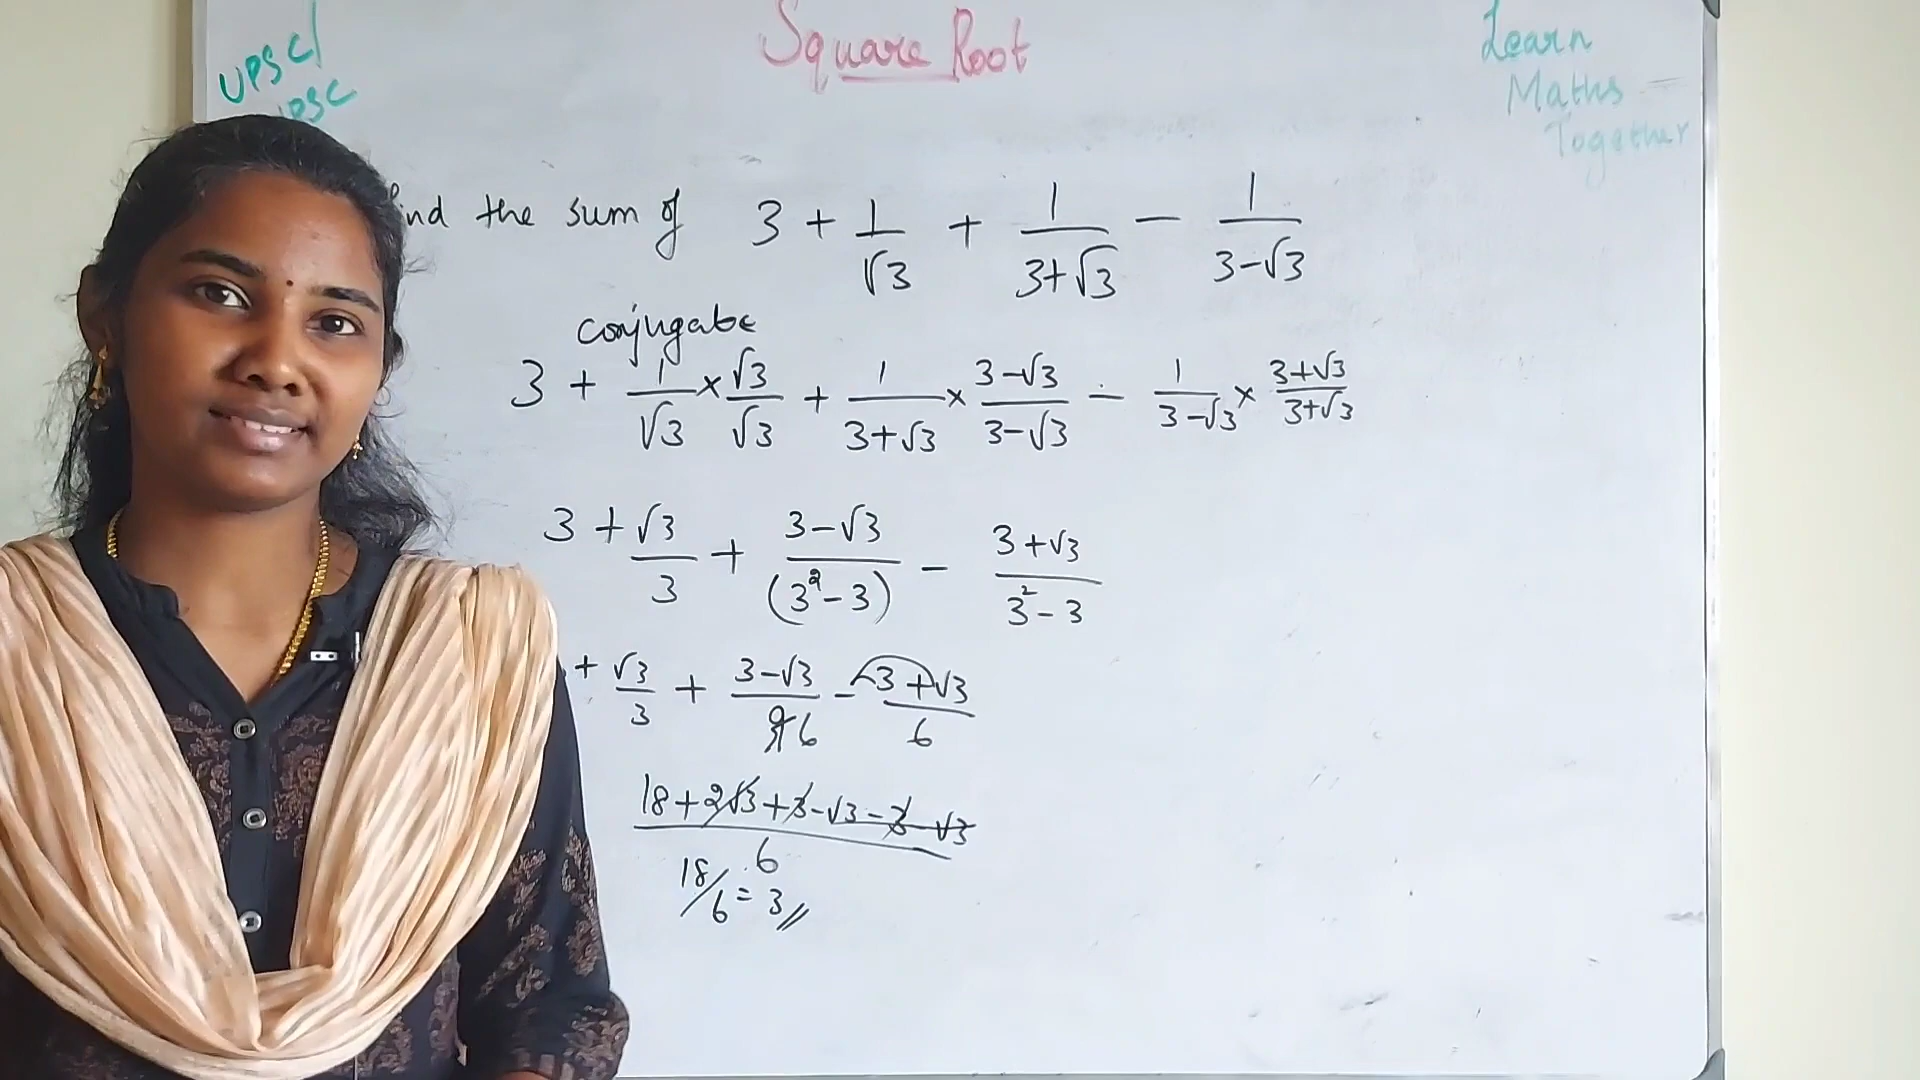 Square Root
UPSC/
Learn
Maths
Together
find the sum of 3 + 1/√3 + 1/(3+√3) − 1/(3−√3)
conjugate
3 + 1/√3 × √3/√3 + 1/(3+√3) × (3−√3)/(3−√3) − 1/(3−√3) × (3+√3)/(3+√3)
3 + √3/3 + (3−√3)/(3²−3) − (3+√3)/(3²−3)
+ √3/3 + (3−√3)/6 − (3+√3)/6
(18+2√3+3−√3−3−√3)/6
18/6 = 3//